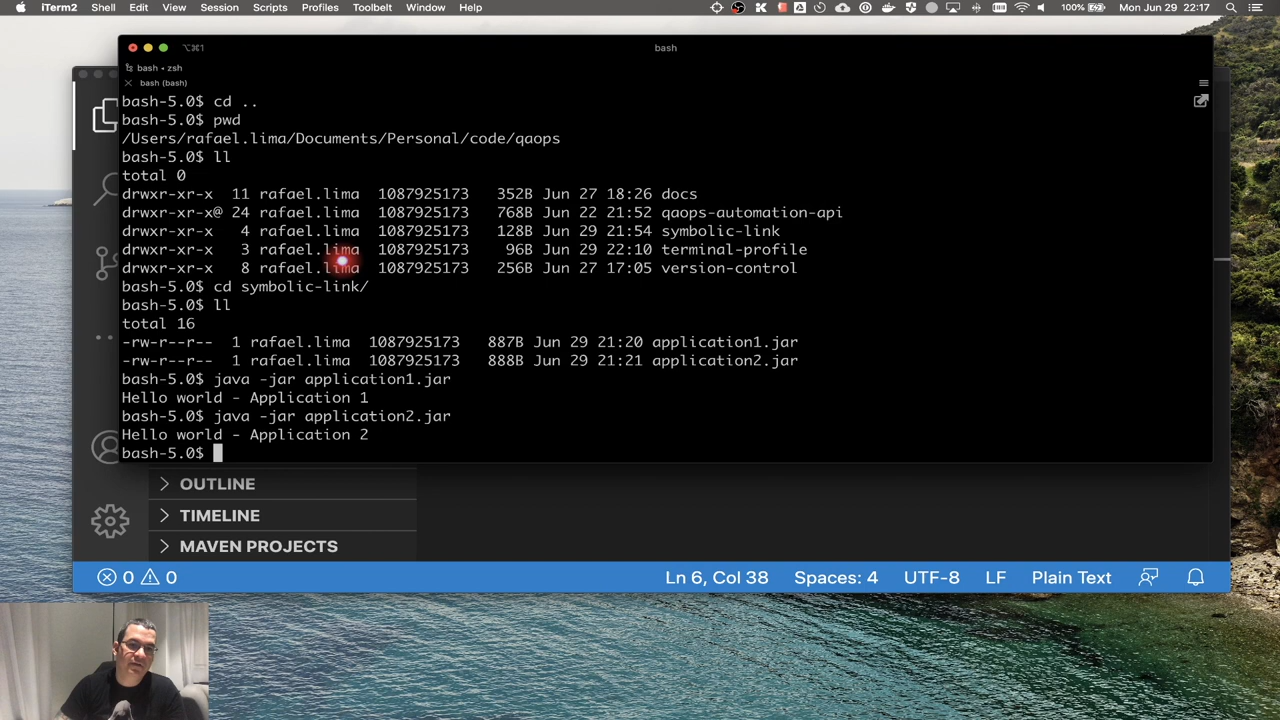 iTerm2 Shell Edit View Session Scripts Profiles Toolbelt Window Help 100% Mon Jun 29 22:17
⌥⌘1 bash
bash • zsh
bash (bash)
bash-5.0$ cd ..
bash-5.0$ pwd
/Users/rafael.lima/Documents/Personal/code/qaops
bash-5.0$ ll
total 0
drwxr-xr-x 11 rafael.lima 1087925173 352B Jun 27 18:26 docs
drwxr-xr-x@ 24 rafael.lima 1087925173 768B Jun 22 21:52 qaops-automation-api
drwxr-xr-x 4 rafael.lima 1087925173 128B Jun 29 21:54 symbolic-link
drwxr-xr-x 3 rafael.lima 1087925173 96B Jun 29 22:10 terminal-profile
drwxr-xr-x 8 rafael.lima 1087925173 256B Jun 27 17:05 version-control
bash-5.0$ cd symbolic-link/
bash-5.0$ ll
total 16
-rw-r--r-- 1 rafael.lima 1087925173 887B Jun 29 21:20 application1.jar
-rw-r--r-- 1 rafael.lima 1087925173 888B Jun 29 21:21 application2.jar
bash-5.0$ java -jar application1.jar
Hello world - Application 1
bash-5.0$ java -jar application2.jar
Hello world - Application 2
bash-5.0$
OUTLINE
TIMELINE
MAVEN PROJECTS
0 0 Ln 6, Col 38 Spaces: 4 UTF-8 LF Plain Text